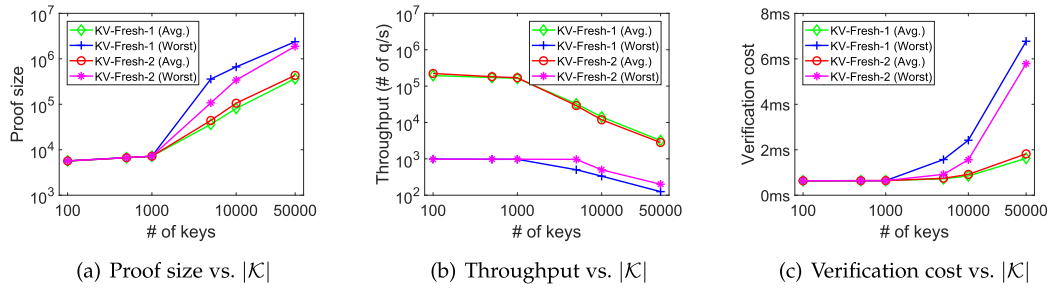 KV-Fresh-1 (Avg.)
KV-Fresh-1 (Worst)
KV-Fresh-2 (Avg.)
KV-Fresh-2 (Worst)
Proof size
10^7
10^6
10^5
10^4
10^3
100 1000 10000 50000
# of keys
(a) Proof size vs. |𝒦|
KV-Fresh-1 (Avg.)
KV-Fresh-1 (Worst)
KV-Fresh-2 (Avg.)
KV-Fresh-2 (Worst)
Throughput (# of q/s)
10^7
10^6
10^5
10^4
10^3
10^2
100 1000 10000 50000
# of keys
(b) Throughput vs. |𝒦|
KV-Fresh-1 (Avg.)
KV-Fresh-1 (Worst)
KV-Fresh-2 (Avg.)
KV-Fresh-2 (Worst)
Verification cost
8ms
6ms
4ms
2ms
0ms
100 1000 10000 50000
# of keys
(c) Verification cost vs. |𝒦|